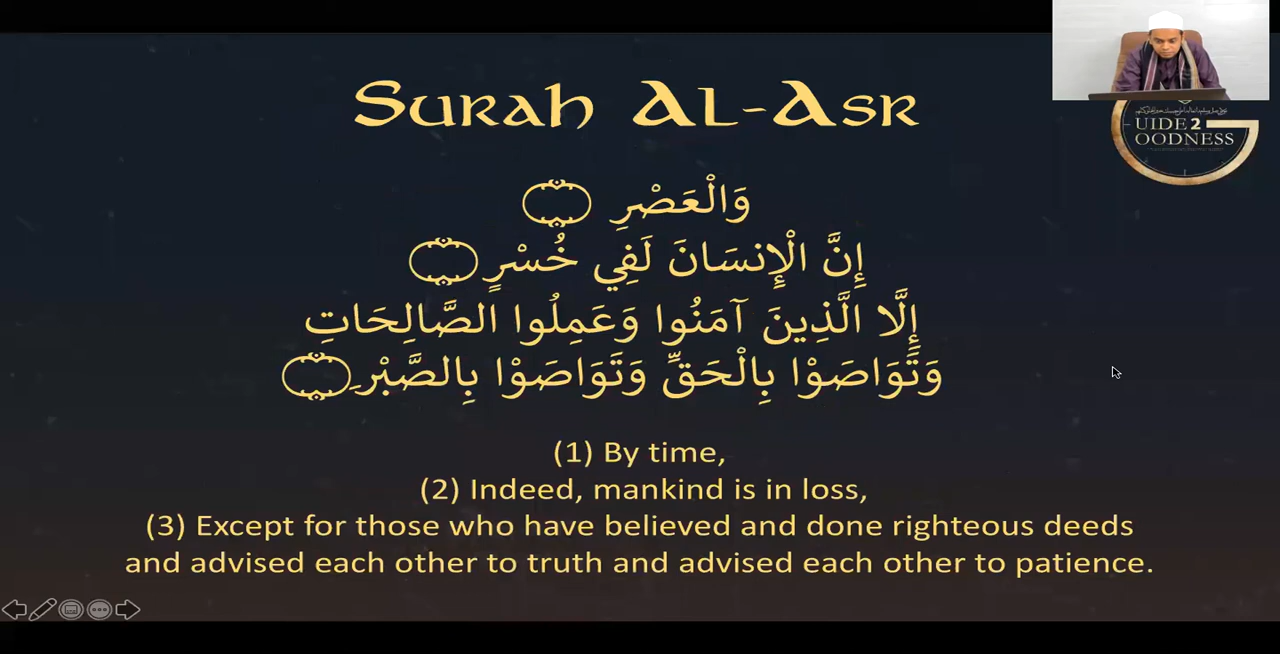 Surah Al-Asr
UIDE 2
OODNESS
وَالْعَصْرِ
إِنَّ الْإِنسَانَ لَفِي خُسْرٍ
إِلَّا الَّذِينَ آمَنُوا وَعَمِلُوا الصَّالِحَاتِ
وَتَوَاصَوْا بِالْحَقِّ وَتَوَاصَوْا بِالصَّبْرِ
(1) By time,
(2) Indeed, mankind is in loss,
(3) Except for those who have believed and done righteous deeds
and advised each other to truth and advised each other to patience.